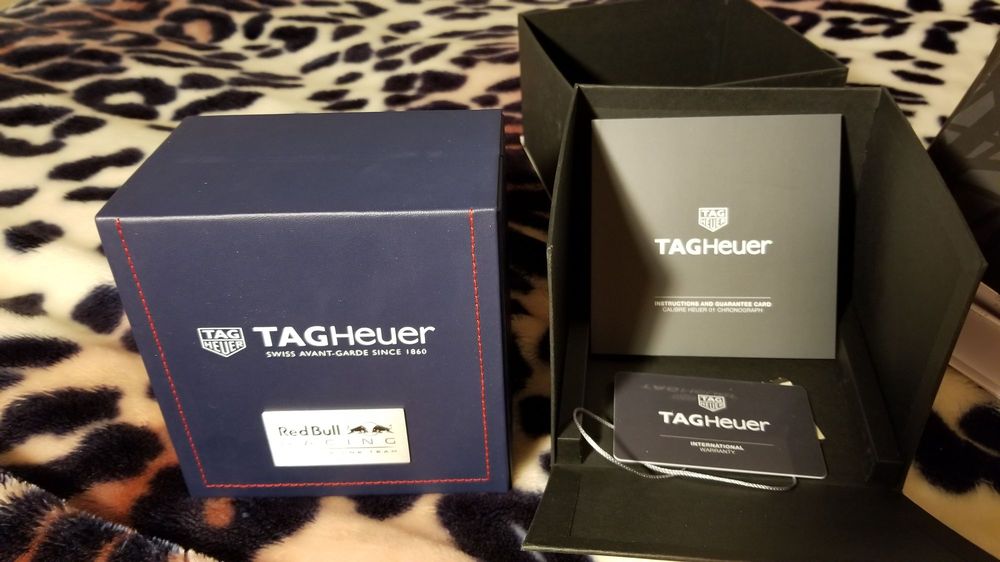 TAG
HEUER
TAGHeuer
SWISS AVANT-GARDE SINCE 1860
Red Bull
RACING
TAG
HEUER
TAGHeuer
INSTRUCTIONS AND GUARANTEE CARD
CALIBRE HEUER 01 CHRONOGRAPH
TAG
HEUER
TAGHeuer
INTERNATIONAL
WARRANTY